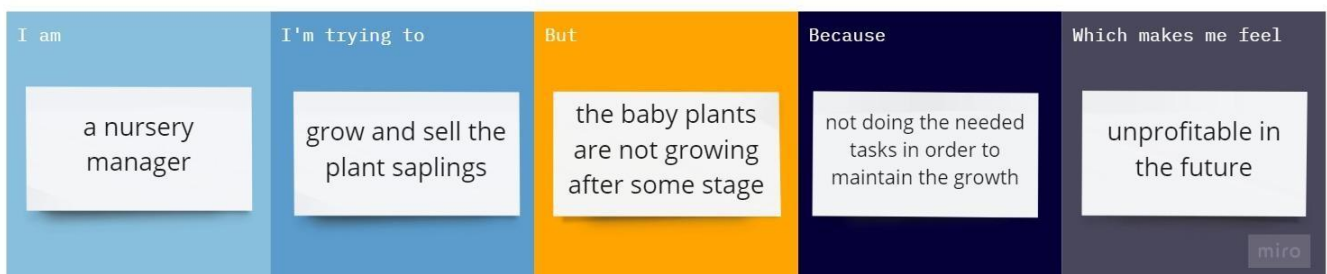 I am
a nursery
manager
I'm trying to
grow and sell the
plant saplings
But
the baby plants
are not growing
after some stage
Because
not doing the needed
tasks in order to
maintain the growth
Which makes me feel
unprofitable in
the future
miro